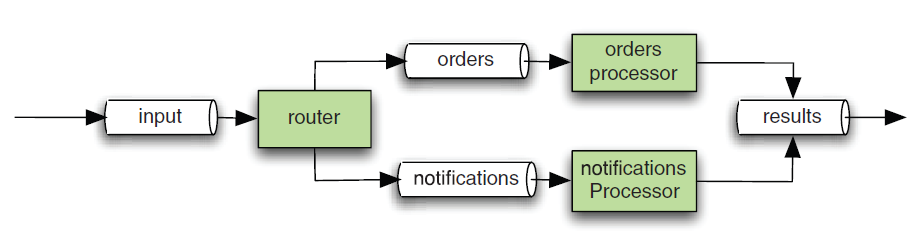 input
router
orders
orders
processor
notifications
notifications
Processor
results